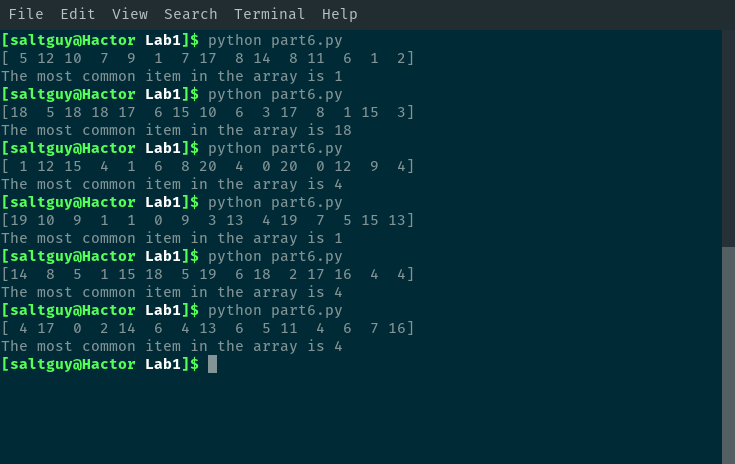 File Edit View Search Terminal Help
[saltguy@Hactor Lab1]$ python part6.py
[ 5 12 10  7  9  1  7 17  8 14  8 11  6  1  2]
The most common item in the array is 1
[saltguy@Hactor Lab1]$ python part6.py
[18  5 18 18 17  6 15 10  6  3 17  8  1 15  3]
The most common item in the array is 18
[saltguy@Hactor Lab1]$ python part6.py
[ 1 12 15  4  1  6  8 20  4  0 20  0 12  9  4]
The most common item in the array is 4
[saltguy@Hactor Lab1]$ python part6.py
[19 10  9  1  1  0  9  3 13  4 19  7  5 15 13]
The most common item in the array is 1
[saltguy@Hactor Lab1]$ python part6.py
[14  8  5  1 15 18  5 19  6 18  2 17 16  4  4]
The most common item in the array is 4
[saltguy@Hactor Lab1]$ python part6.py
[ 4 17  0  2 14  6  4 13  6  5 11  4  6  7 16]
The most common item in the array is 4
[saltguy@Hactor Lab1]$